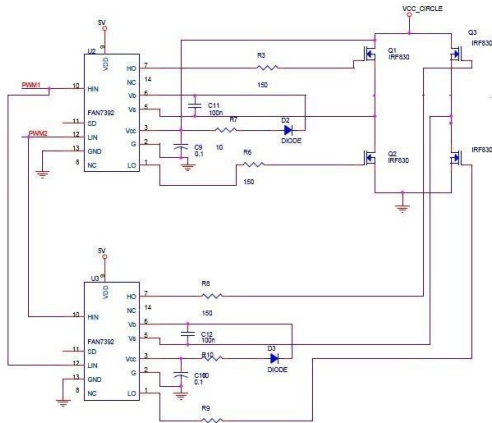 VCC_CIRCLE
5V
U2
VDD
9
Q1
IRF830
Q3
IRF830
PWM1
10
HIN
HO
7
R3
150
NC
14
Vb
6
C11
100n
FAN7392
Vs
5
11
SD
R7
10
D2
DIODE
PWM2
12
LIN
Vcc
3
13
GND
G
2
C9
0.1
8
NC
LO
1
R6
150
Q2
IRF830
IRF830
5V
U3
VDD
9
HO
7
R8
150
NC
14
10
HIN
Vb
6
C12
100n
FAN7392
Vs
5
11
SD
R10
D3
DIODE
12
LIN
Vcc
3
13
GND
G
2
0.1
8
NC
LO
1
R9